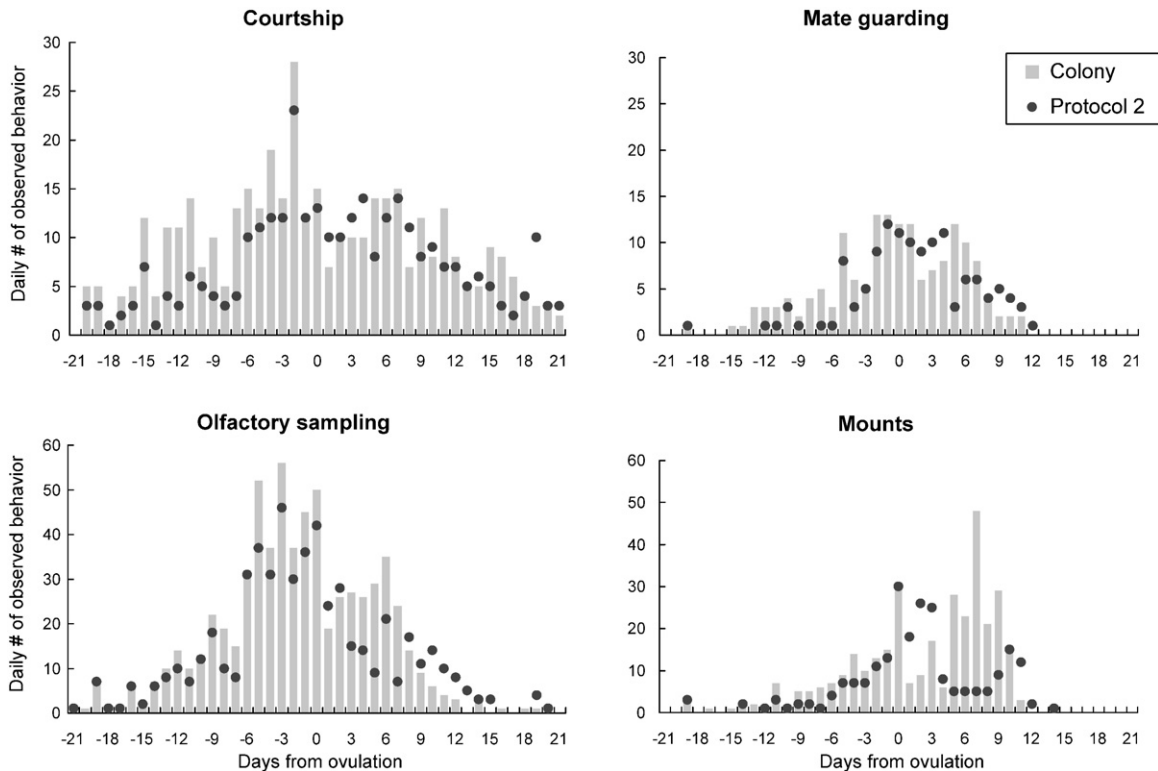 Courtship
Daily # of observed behavior
30
25
20
15
10
5
0
-21 -18 -15 -12 -9 -6 -3 0 3 6 9 12 15 18 21
Mate guarding
30
25
20
15
10
5
0
-21 -18 -15 -12 -9 -6 -3 0 3 6 9 12 15 18 21
Colony
Protocol 2
Olfactory sampling
Daily # of observed behavior
60
50
40
30
20
10
0
-21 -18 -15 -12 -9 -6 -3 0 3 6 9 12 15 18 21
Days from ovulation
Mounts
60
50
40
30
20
10
0
-21 -18 -15 -12 -9 -6 -3 0 3 6 9 12 15 18 21
Days from ovulation